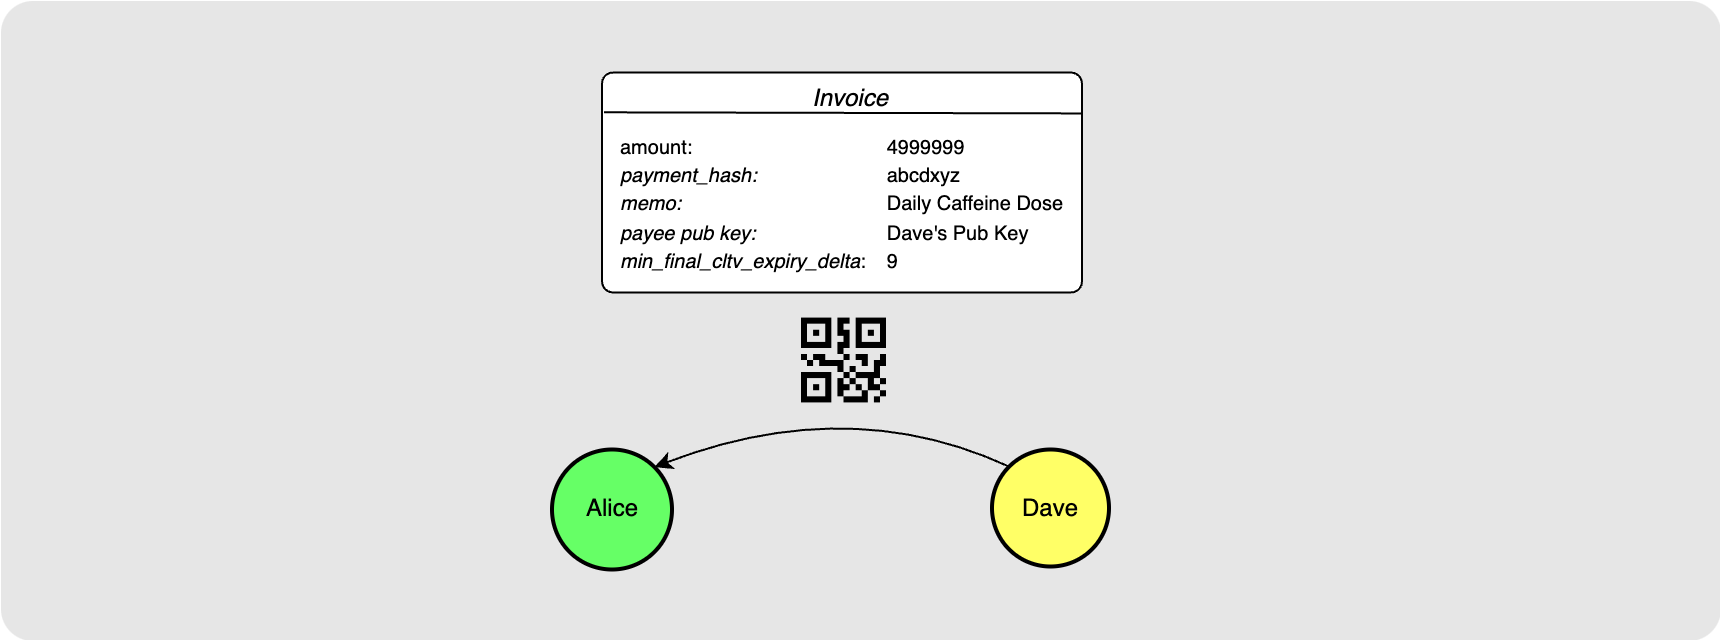 Invoice
amount: 4999999
payment_hash: abcdxyz
memo: Daily Caffeine Dose
payee pub key: Dave's Pub Key
min_final_cltv_expiry_delta: 9
Alice
Dave